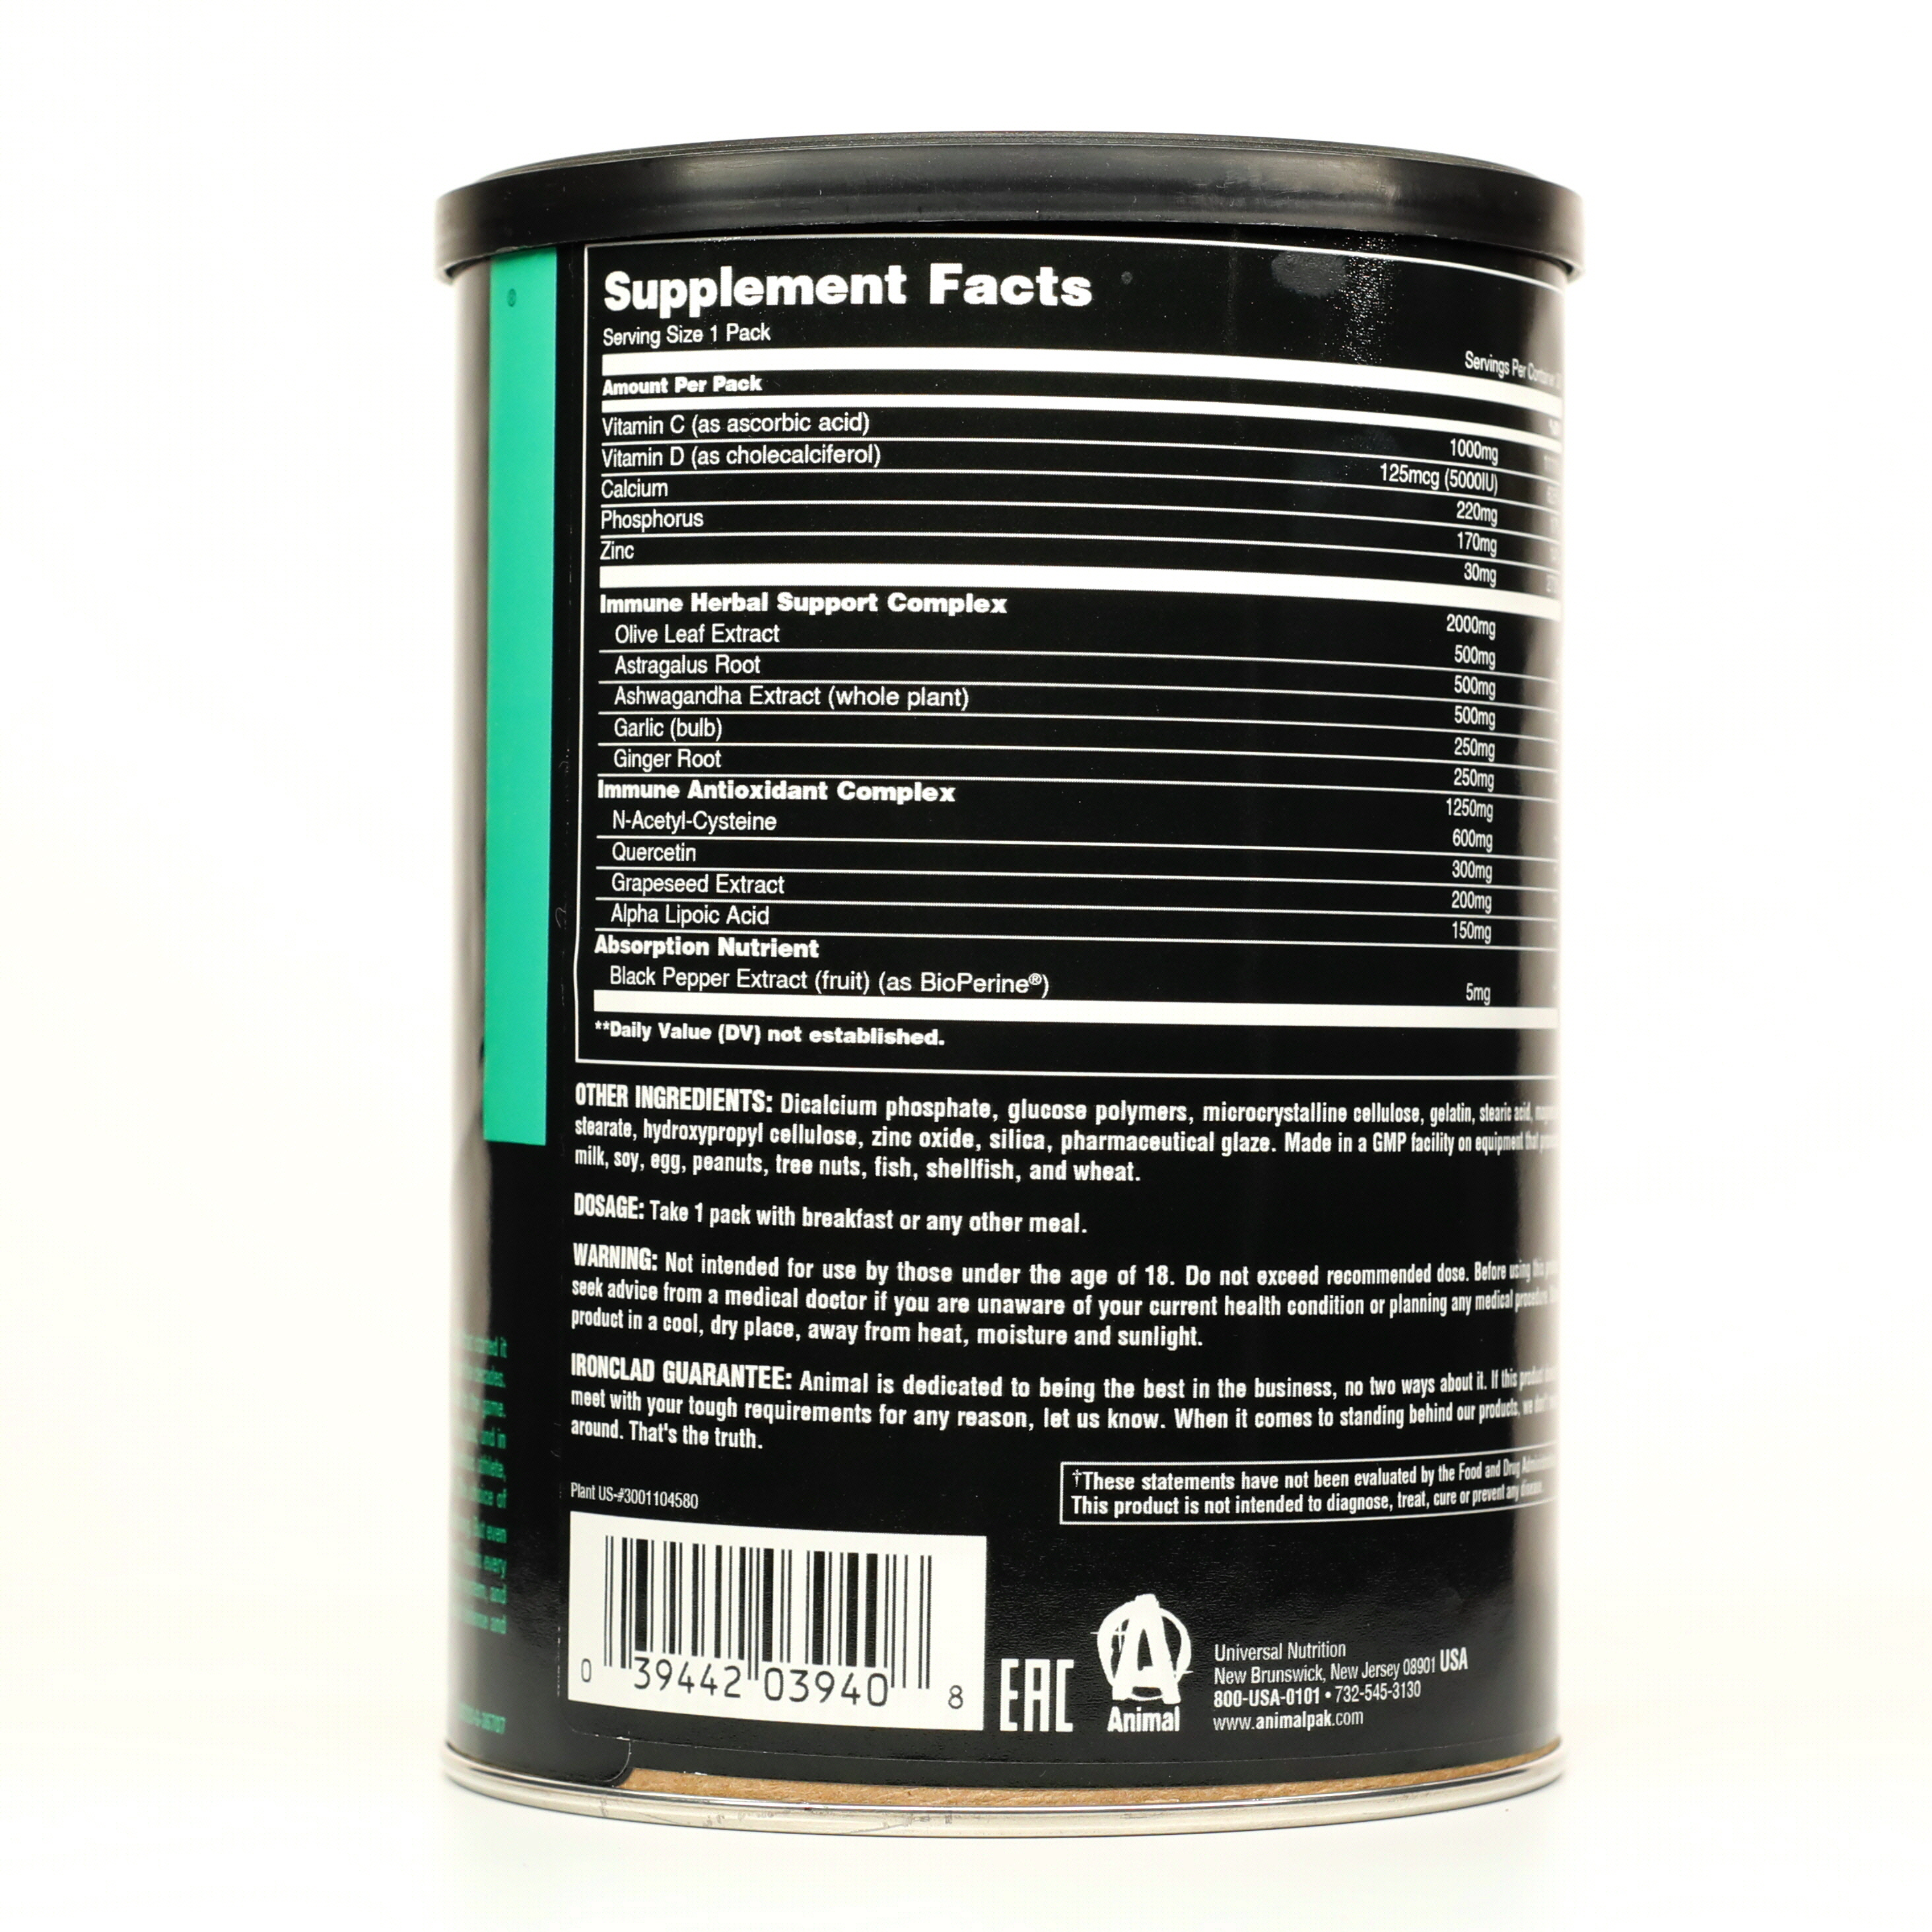 Supplement Facts
Serving Size 1 Pack
Servings Per Container
Amount Per Pack
Vitamin C (as ascorbic acid) 1000mg
Vitamin D (as cholecalciferol) 125mcg (5000IU)
Calcium 220mg
Phosphorus 170mg
Zinc 30mg
Immune Herbal Support Complex 2000mg
Olive Leaf Extract 500mg
Astragalus Root 500mg
Ashwagandha Extract (whole plant) 500mg
Garlic (bulb) 250mg
Ginger Root 250mg
Immune Antioxidant Complex 1250mg
N-Acetyl-Cysteine 600mg
Quercetin 300mg
Grapeseed Extract 200mg
Alpha Lipoic Acid 150mg
Absorption Nutrient
Black Pepper Extract (fruit) (as BioPerine®) 5mg
**Daily Value (DV) not established.
OTHER INGREDIENTS: Dicalcium phosphate, glucose polymers, microcrystalline cellulose, gelatin, stearic acid,
stearate, hydroxypropyl cellulose, zinc oxide, silica, pharmaceutical glaze. Made in a GMP facility on equipment that
milk, soy, egg, peanuts, tree nuts, fish, shellfish, and wheat.
DOSAGE: Take 1 pack with breakfast or any other meal.
WARNING: Not intended for use by those under the age of 18. Do not exceed recommended dose. Before using this
seek advice from a medical doctor if you are unaware of your current health condition or planning any medical procedure.
product in a cool, dry place, away from heat, moisture and sunlight.
IRONCLAD GUARANTEE: Animal is dedicated to being the best in the business, no two ways about it. If this product
meet with your tough requirements for any reason, let us know. When it comes to standing behind our products, we don't
around. That's the truth.
†These statements have not been evaluated by the Food and Drug
This product is not intended to diagnose, treat, cure or prevent any disease.
Plant US-#3001104580
0 39442 03940 8
EAC
A
Animal
Universal Nutrition
New Brunswick, New Jersey 08901 USA
800-USA-0101 • 732-545-3130
www.animalpak.com
it
and in
of
even
every
and
and